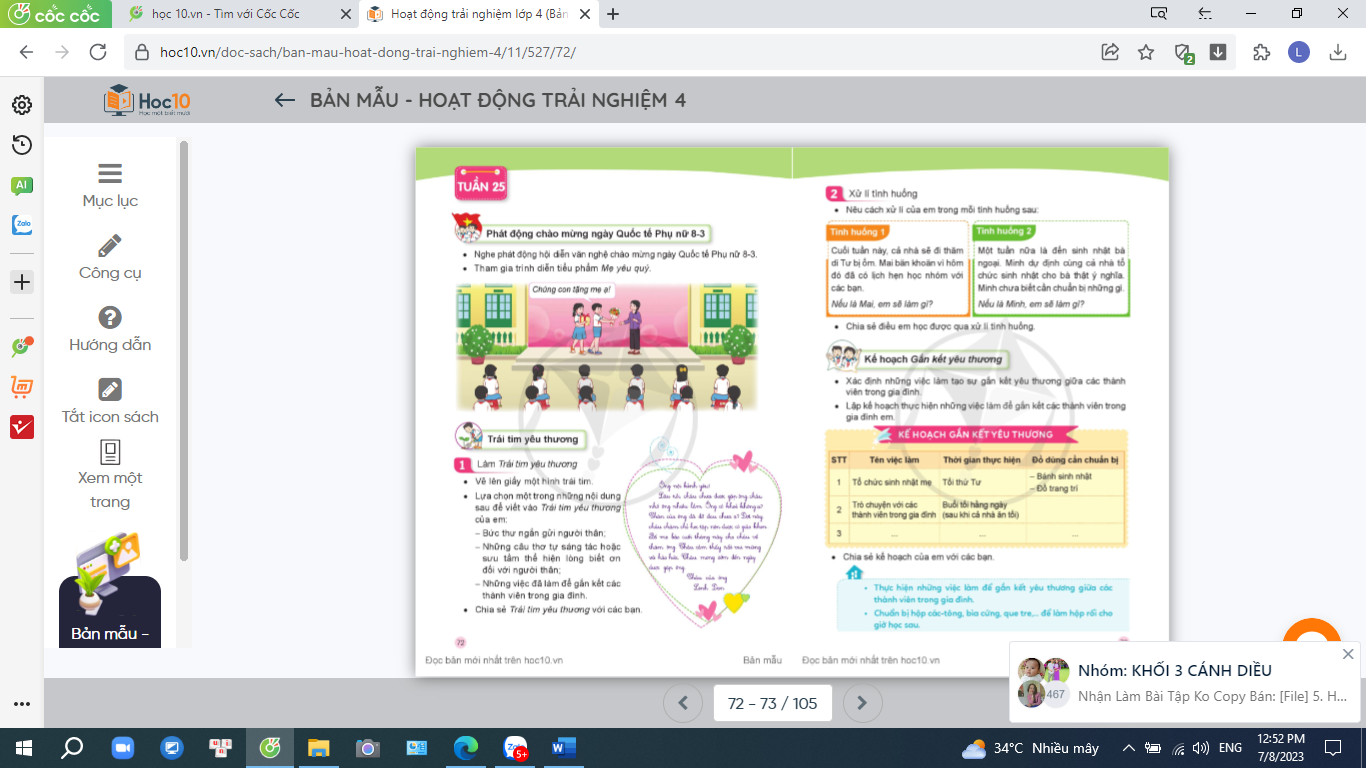 CỐC CỐC
học 10.vn - Tìm với Cốc Cốc
Hoạt động trải nghiệm lớp 4 (Bản
hoc10.vn/doc-sach/ban-mau-hoat-dong-trai-nghiem-4/11/527/72/
2
L
AI
Zalo
Hoc10
Học một biết mười
BẢN MẪU - HOẠT ĐỘNG TRẢI NGHIỆM 4
Mục lục
Công cụ
Hướng dẫn
Tắt icon sách
Xem một
trang
Bản mẫu -
TUẦN 25
Phát động chào mừng ngày Quốc tế Phụ nữ 8-3
• Nghe phát động hội diễn văn nghệ chào mừng ngày Quốc tế Phụ nữ 8-3.
• Tham gia trình diễn tiểu phẩm Mẹ yêu quý.
Chúng con tặng mẹ ạ!
Trái tim yêu thương
1 Làm Trái tim yêu thương
• Vẽ lên giấy một hình trái tim.
• Lựa chọn một trong những nội dung
sau để viết vào Trái tim yêu thương
của em:
– Bức thư ngắn gửi người thân;
– Những câu thơ tự sáng tác hoặc
sưu tầm thể hiện lòng biết ơn
đối với người thân;
– Những việc đã làm để gắn kết các
thành viên trong gia đình.
• Chia sẻ Trái tim yêu thương với các bạn.
Ông nội kính yêu!
72
Đọc bản mới nhất trên hoc10.vn
Bản mẫu
2 Xử lí tình huống
• Nêu cách xử lí của em trong mỗi tình huống sau:
Tình huống 1
Cuối tuần này, cả nhà sẽ đi thăm
dì Tư bị ốm. Mai băn khoăn vì hôm
đó đã có lịch hẹn học nhóm với
các bạn.
Nếu là Mai, em sẽ làm gì?
Tình huống 2
Một tuần nữa là đến sinh nhật bà
ngoại. Minh dự định cùng cả nhà tổ
chức sinh nhật cho bà thật ý nghĩa.
Minh chưa biết cần chuẩn bị những gì.
Nếu là Minh, em sẽ làm gì?
• Chia sẻ điều em học được qua xử lí tình huống.
Kế hoạch Gắn kết yêu thương
• Xác định những việc làm tạo sự gắn kết yêu thương giữa các thành
viên trong gia đình.
• Lập kế hoạch thực hiện những việc làm để gắn kết các thành viên trong
gia đình em.
KẾ HOẠCH GẮN KẾT YÊU THƯƠNG
STT Tên việc làm Thời gian thực hiện Đồ dùng cần chuẩn bị
1 Tổ chức sinh nhật mẹ Tối thứ Tư – Bánh sinh nhật
– Đồ trang trí
2 Trò chuyện với các Buổi tối hằng ngày
thành viên trong gia đình (sau khi cả nhà ăn tối)
3 ... ... ...
• Chia sẻ kế hoạch của em với các bạn.
• Thực hiện những việc làm để gắn kết yêu thương giữa các
thành viên trong gia đình.
• Chuẩn bị hộp các-tông, bìa cứng, que tre,... để làm hộp rối cho
giờ học sau.
Đọc bản mới nhất trên hoc10.vn
72 – 73 / 105
Nhóm: KHỐI 3 CÁNH DIỀU
467
Nhận Làm Bài Tập Ko Copy Bán: [File] 5. H...
Zalo
5+
34°C Nhiều mây
ENG
12:52 PM
7/8/2023